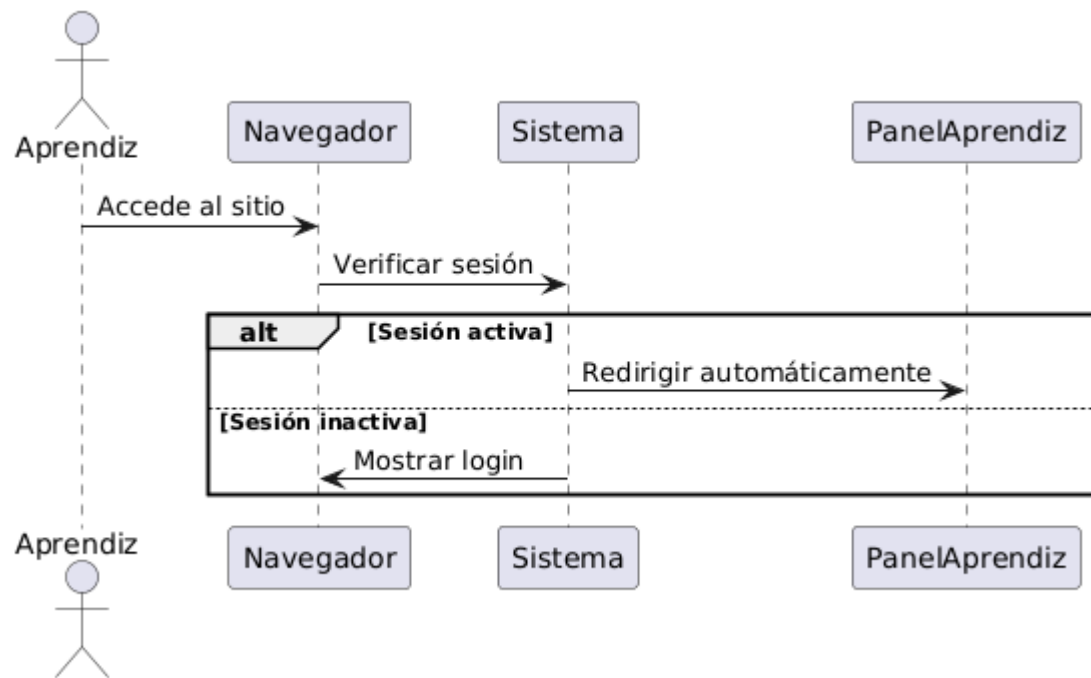 Aprendiz
Navegador
Sistema
PanelAprendiz
Accede al sitio
Verificar sesión
alt
[Sesión activa]
Redirigir automáticamente
[Sesión inactiva]
Mostrar login
Aprendiz
Navegador
Sistema
PanelAprendiz